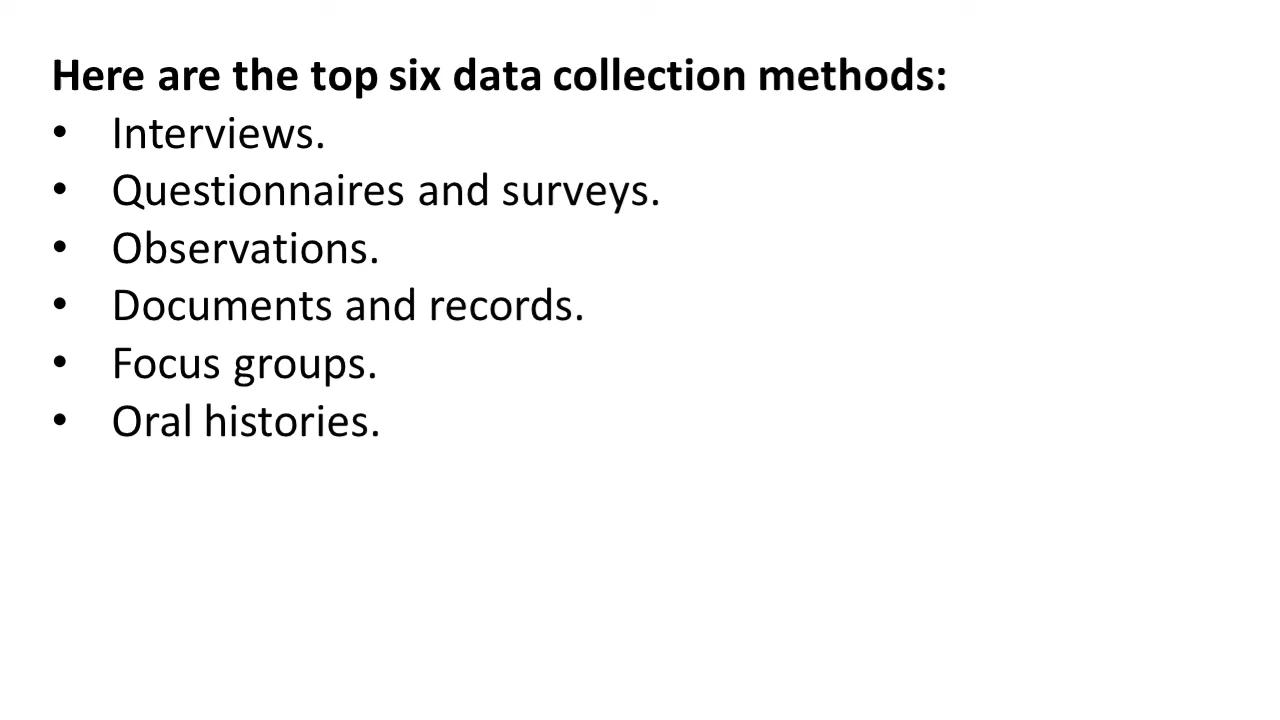 Here are the top six data collection methods:
• Interviews.
• Questionnaires and surveys.
• Observations.
• Documents and records.
• Focus groups.
• Oral histories.